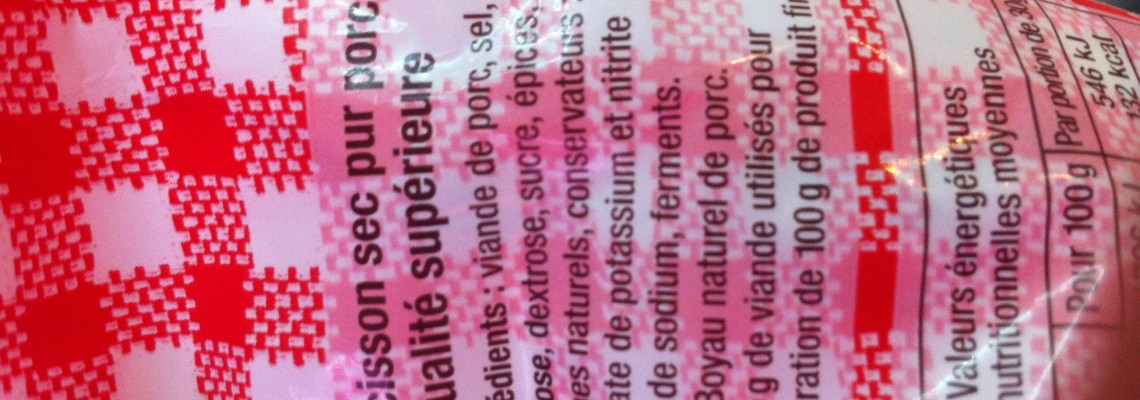 cisson sec pur porc
ualité supérieure
édients : viande de porc, sel,
ose, dextrose, sucre, épices,
es naturels, conservateurs :
ate de potassium et nitrite
de sodium, ferments.
Boyau naturel de porc.
g de viande utilisés pour
ration de 100 g de produit fi
Valeurs énergétiques
nutritionnelles moyennes
Pour 100 g
Par portion de 30
546 kJ
132 kcal